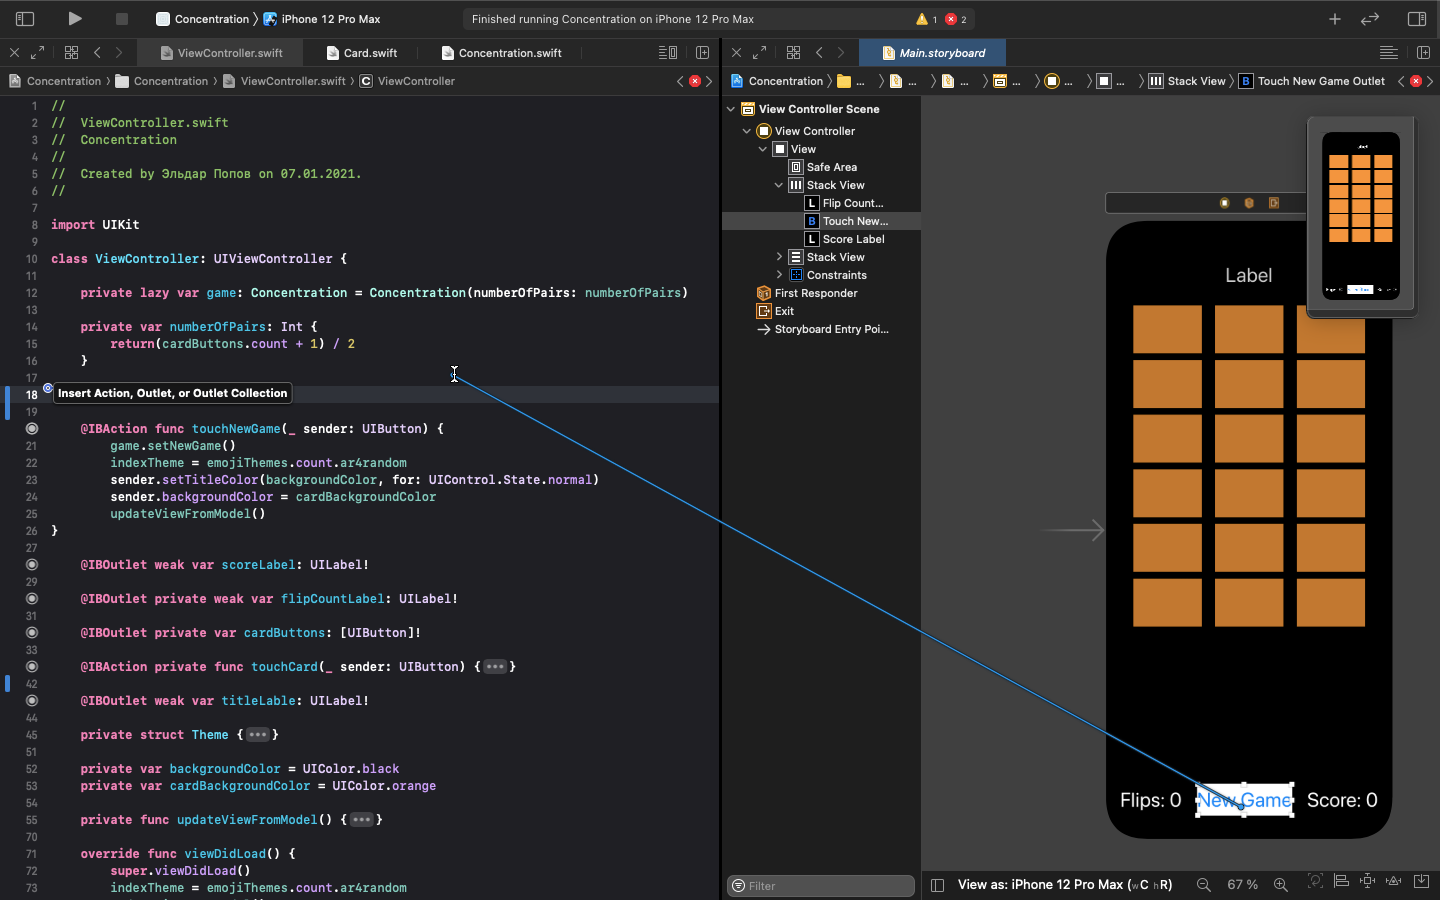 Concentration › iPhone 12 Pro Max
Finished running Concentration on iPhone 12 Pro Max
1
2
ViewController.swift
Card.swift
Concentration.swift
Main.storyboard
Concentration › Concentration › ViewController.swift › C ViewController
Concentration › ... › ... › ... › ... › ... › ... › Stack View › B Touch New Game Outlet
1 //
2 // ViewController.swift
3 // Concentration
4 //
5 // Created by Эльдар Попов on 07.01.2021.
6 //
7
8 import UIKit
9
10 class ViewController: UIViewController {
11
12 private lazy var game: Concentration = Concentration(numberOfPairs: numberOfPairs)
13
14 private var numberOfPairs: Int {
15 return(cardButtons.count + 1) / 2
16 }
17
18 Insert Action, Outlet, or Outlet Collection
19
@IBAction func touchNewGame(_ sender: UIButton) {
21 game.setNewGame()
22 indexTheme = emojiThemes.count.ar4random
23 sender.setTitleColor(backgroundColor, for: UIControl.State.normal)
24 sender.backgroundColor = cardBackgroundColor
25 updateViewFromModel()
26 }
27
@IBOutlet weak var scoreLabel: UILabel!
29
@IBOutlet private weak var flipCountLabel: UILabel!
31
@IBOutlet private var cardButtons: [UIButton]!
33
@IBAction private func touchCard(_ sender: UIButton) {•••}
42
@IBOutlet weak var titleLable: UILabel!
44
45 private struct Theme {•••}
51
52 private var backgroundColor = UIColor.black
53 private var cardBackgroundColor = UIColor.orange
54
55 private func updateViewFromModel() {•••}
70
71 override func viewDidLoad() {
72 super.viewDidLoad()
73 indexTheme = emojiThemes.count.ar4random
View Controller Scene
View Controller
View
Safe Area
Stack View
L Flip Count...
B Touch New...
L Score Label
Stack View
Constraints
First Responder
Exit
Storyboard Entry Poi...
Filter
Label
Flips: 0
New Game
Score: 0
View as: iPhone 12 Pro Max (wC hR)
67 %